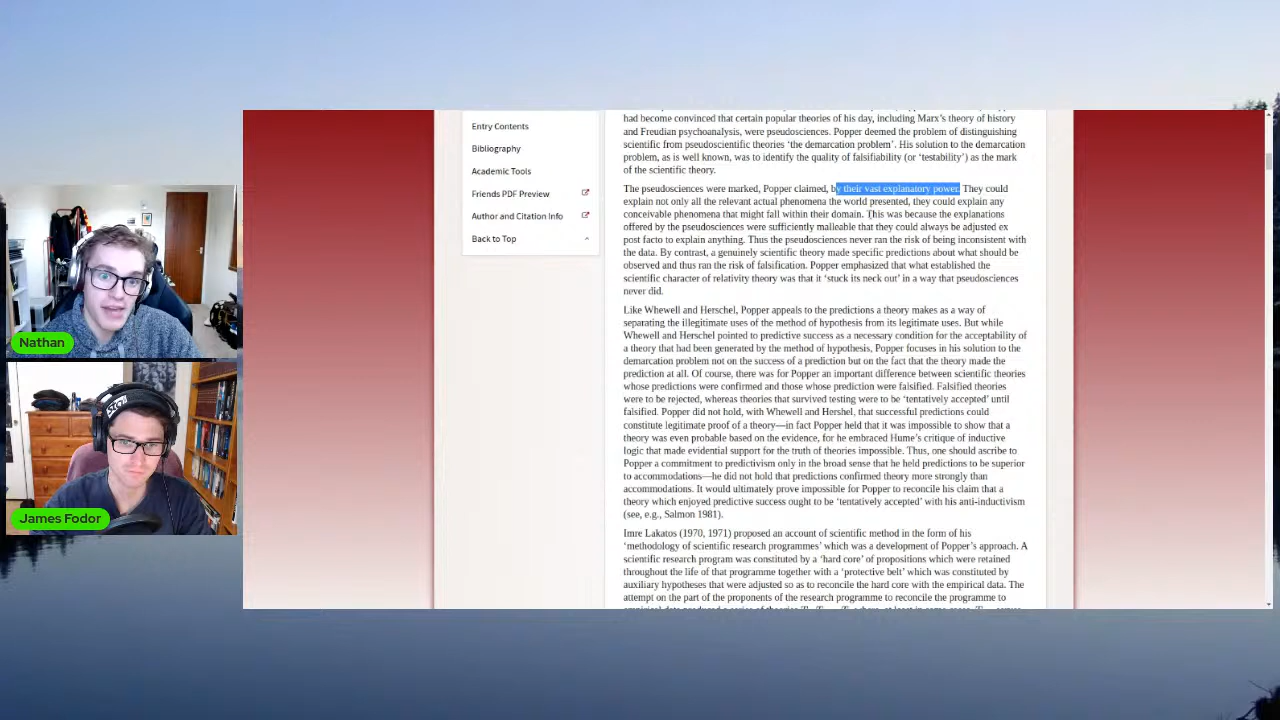 Entry Contents
Bibliography
Academic Tools
Friends PDF Preview
Author and Citation Info
Back to Top
had become convinced that certain popular theories of his day, including Marx's theory of history
and Freudian psychoanalysis, were pseudosciences. Popper deemed the problem of distinguishing
scientific from pseudoscientific theories ‘the demarcation problem’. His solution to the demarcation
problem, as is well known, was to identify the quality of falsifiability (or ‘testability’) as the mark
of the scientific theory.
The pseudosciences were marked, Popper claimed, by their vast explanatory power. They could
explain not only all the relevant actual phenomena the world presented, they could explain any
conceivable phenomena that might fall within their domain. This was because the explanations
offered by the pseudosciences were sufficiently malleable that they could always be adjusted ex
post facto to explain anything. Thus the pseudosciences never ran the risk of being inconsistent with
the data. By contrast, a genuinely scientific theory made specific predictions about what should be
observed and thus ran the risk of falsification. Popper emphasized that what established the
scientific character of relativity theory was that it ‘stuck its neck out’ in a way that pseudosciences
never did.
Like Whewell and Herschel, Popper appeals to the predictions a theory makes as a way of
separating the illegitimate uses of the method of hypothesis from its legitimate uses. But while
Whewell and Herschel pointed to predictive success as a necessary condition for the acceptability of
a theory that had been generated by the method of hypothesis, Popper focuses in his solution to the
demarcation problem not on the success of a prediction but on the fact that the theory made the
prediction at all. Of course, there was for Popper an important difference between scientific theories
whose predictions were confirmed and those whose prediction were falsified. Falsified theories
were to be rejected, whereas theories that survived testing were to be ‘tentatively accepted’ until
falsified. Popper did not hold, with Whewell and Hershel, that successful predictions could
constitute legitimate proof of a theory—in fact Popper held that it was impossible to show that a
theory was even probable based on the evidence, for he embraced Hume's critique of inductive
logic that made evidential support for the truth of theories impossible. Thus, one should ascribe to
Popper a commitment to predictivism only in the broad sense that he held predictions to be superior
to accommodations—he did not hold that predictions confirmed theory more strongly than
accommodations. It would ultimately prove impossible for Popper to reconcile his claim that a
theory which enjoyed predictive success ought to be ‘tentatively accepted’ with his anti-inductivism
(see, e.g., Salmon 1981).
Imre Lakatos (1970, 1971) proposed an account of scientific method in the form of his
‘methodology of scientific research programmes’ which was a development of Popper's approach. A
scientific research program was constituted by a ‘hard core’ of propositions which were retained
throughout the life of that programme together with a ‘protective belt’ which was constituted by
auxiliary hypotheses that were adjusted so as to reconcile the hard core with the empirical data. The
attempt on the part of the proponents of the research programme to reconcile the programme to
Nathan
James Fodor